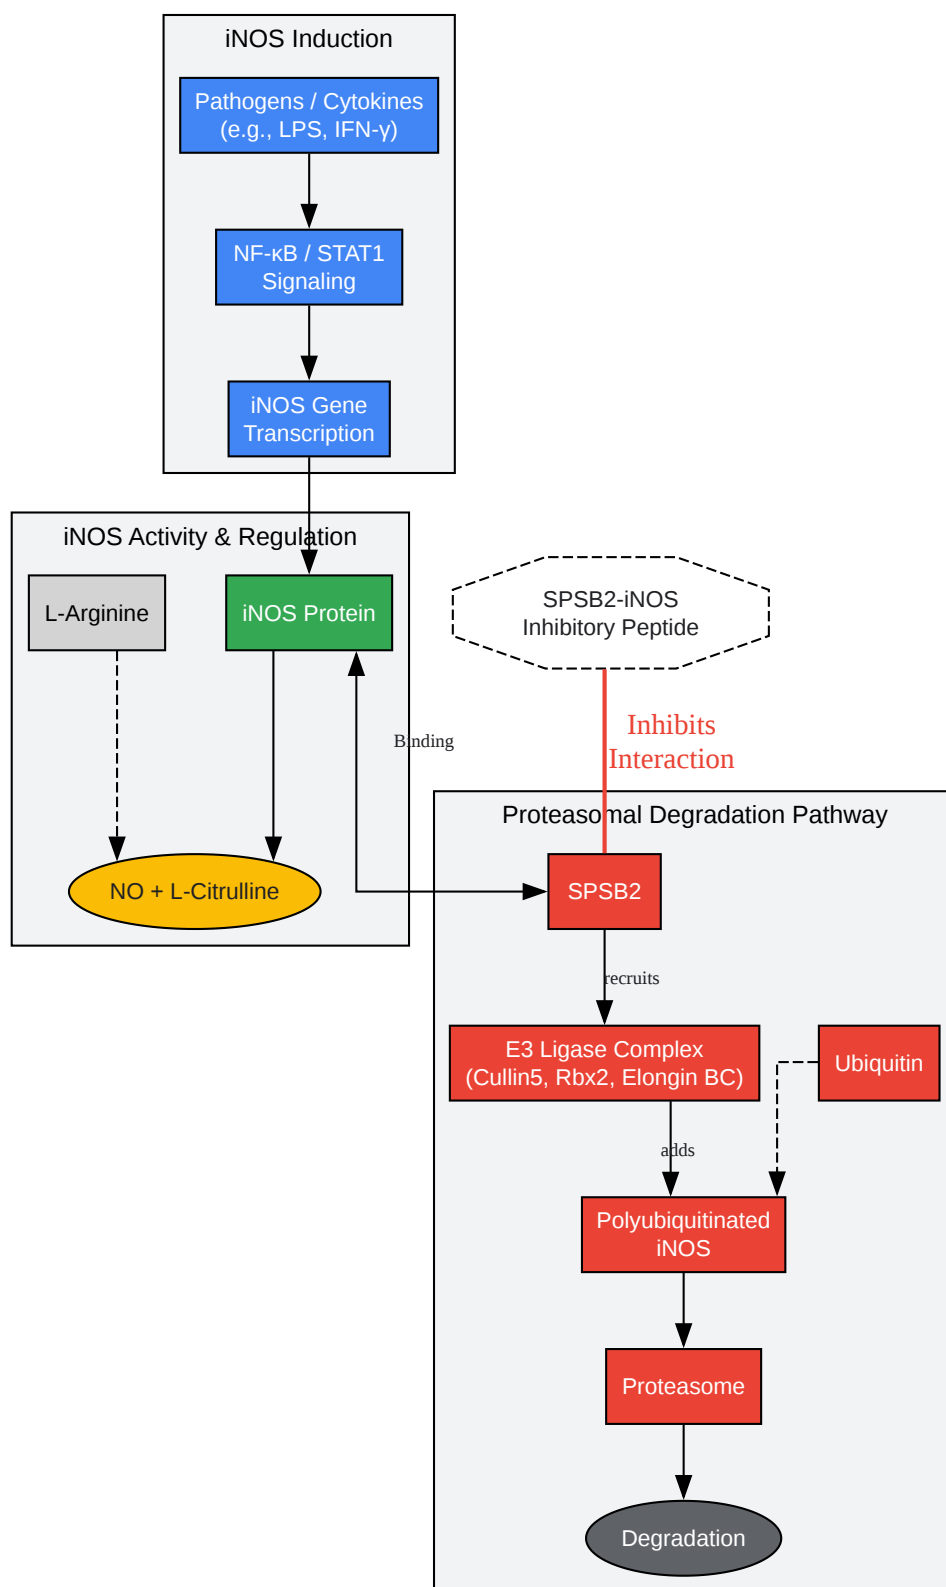 iNOS Induction
Pathogens / Cytokines
(e.g., LPS, IFN-γ)
NF-κB / STAT1
Signaling
iNOS Gene
Transcription
iNOS Activity & Regulation
L-Arginine
iNOS Protein
SPSB2-iNOS
Inhibitory Peptide
Binding
Inhibits
Interaction
Proteasomal Degradation Pathway
NO + L-Citrulline
SPSB2
recruits
E3 Ligase Complex
(Cullin5, Rbx2, Elongin BC)
Ubiquitin
adds
Polyubiquitinated
iNOS
Proteasome
Degradation